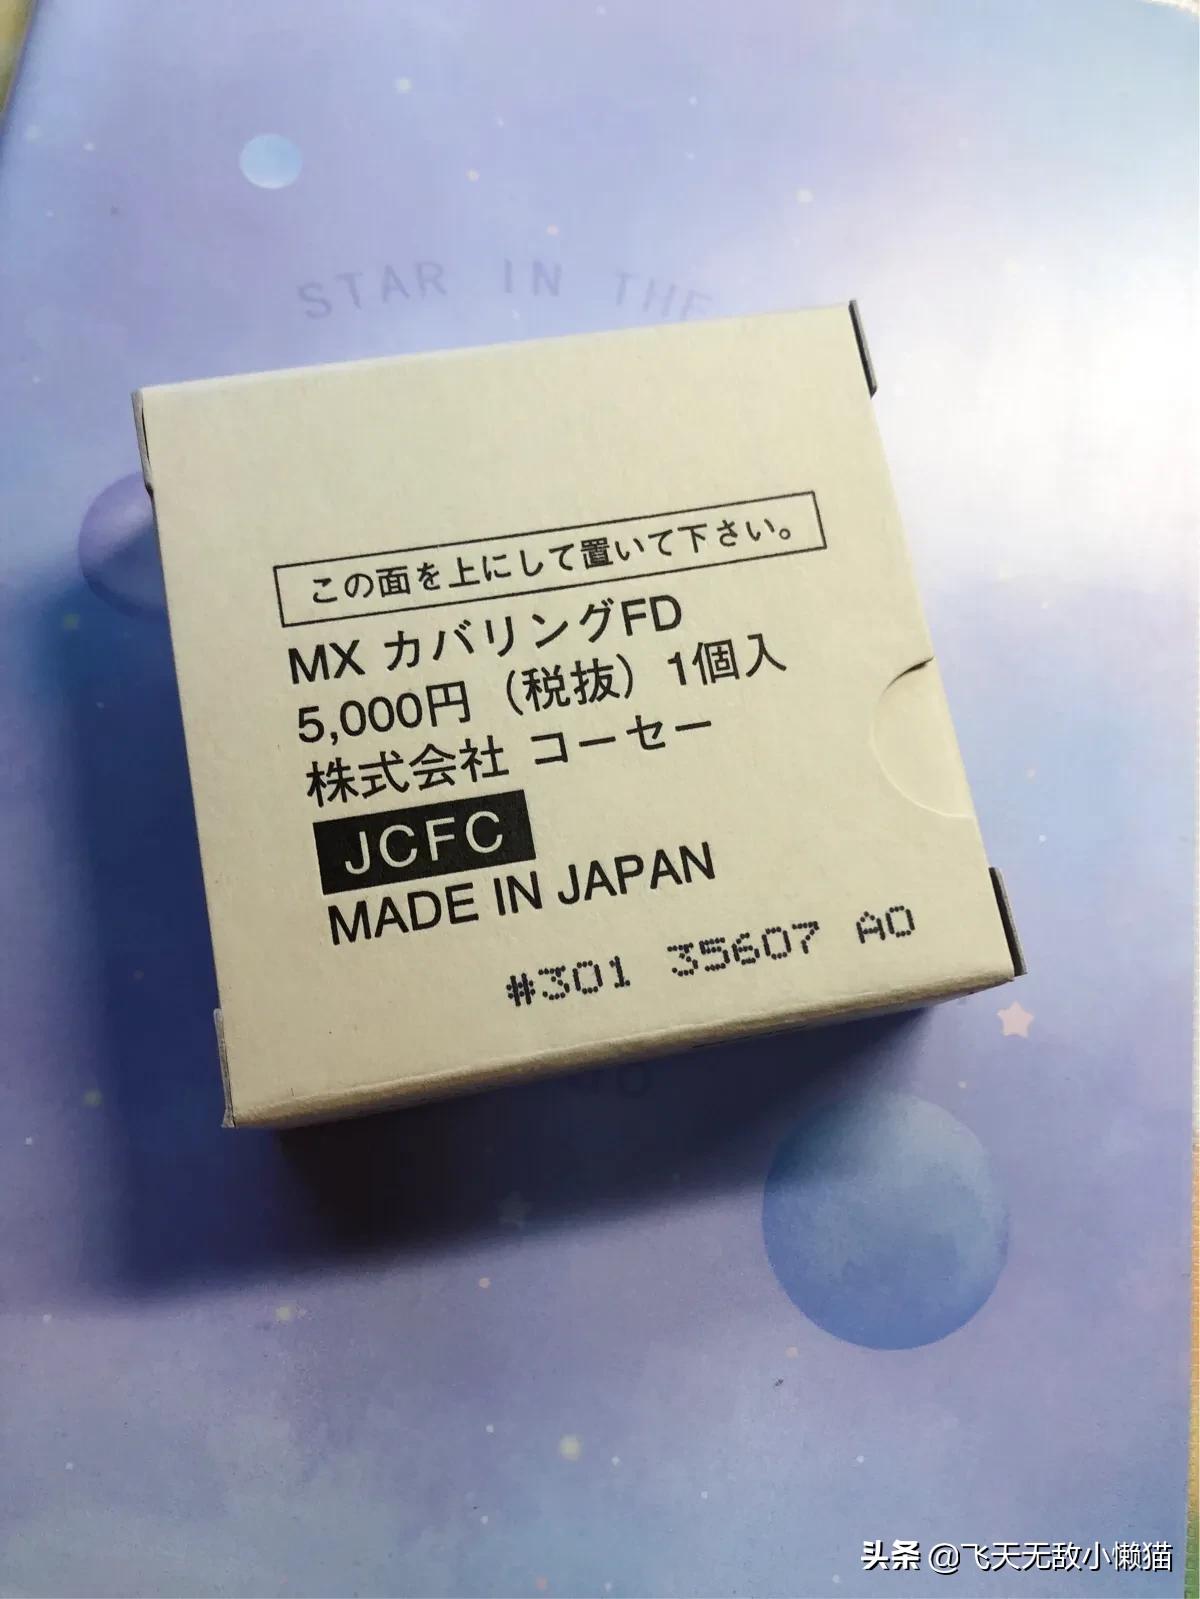 STAR IN THE
この面を上にして置いて下さい。
MX カバリングFD
5,000円（税抜）1個入
株式会社 コーセー
JCFC
MADE IN JAPAN
#301 35607 A0
头条 @飞天无敌小懒猫